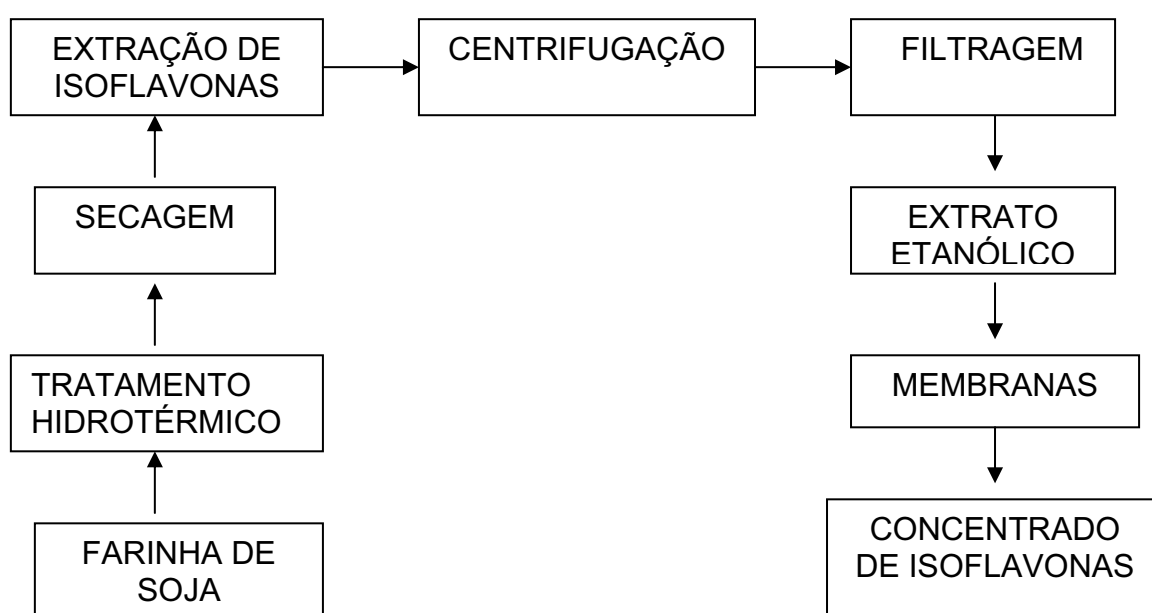 EXTRAÇÃO DE
ISOFLAVONAS
CENTRIFUGAÇÃO
FILTRAGEM
SECAGEM
EXTRATO
ETANÓLICO
TRATAMENTO
HIDROTÉRMICO
MEMBRANAS
FARINHA DE
SOJA
CONCENTRADO
DE ISOFLAVONAS